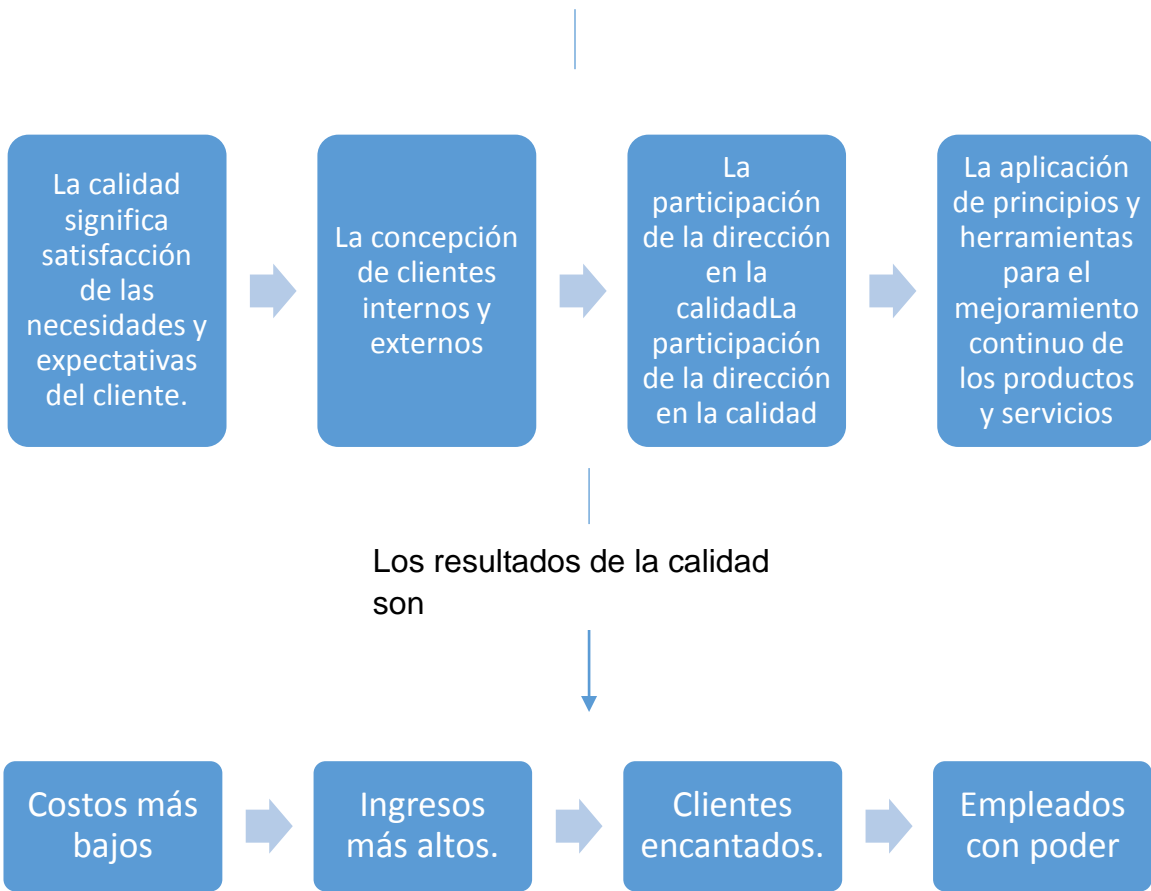 La calidad
significa
satisfacción
de las
necesidades y
expectativas
del cliente.
La concepción
de clientes
internos y
externos
La
participación
de la dirección
en la
calidadLa
participación
de la dirección
en la calidad
La aplicación
de principios y
herramientas
para el
mejoramiento
continuo de
los productos
y servicios
Los resultados de la calidad
son
Costos más
bajos
Ingresos
más altos.
Clientes
encantados.
Empleados
con poder